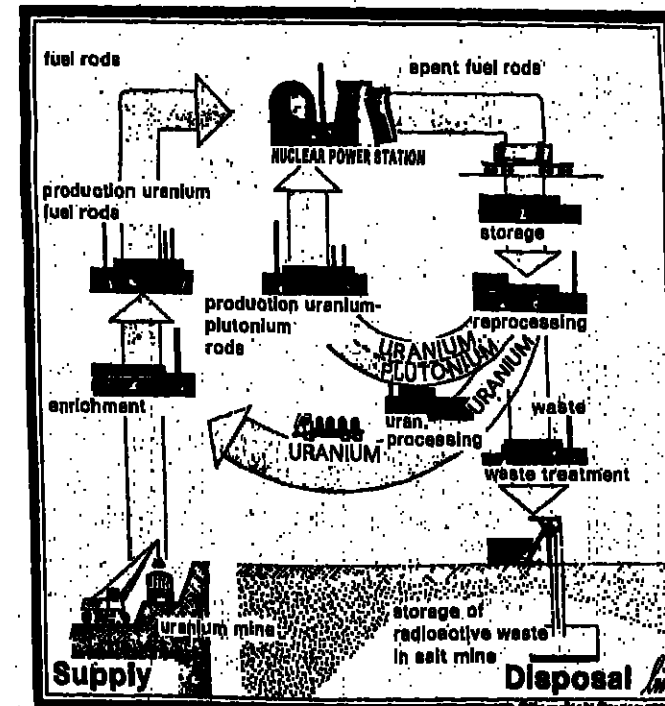 fuel rods
spent fuel rods
NUCLEAR POWER STATION
production uranium
fuel rods
storage
production uranium-
plutonium
rods
reprocessing
URANIUM
PLUTONIUM
URANIUM
enrichment
uran.
processing
URANIUM
waste
waste treatment
uranium mine
storage of
radioactive waste
in salt mine
Supply
Disposal